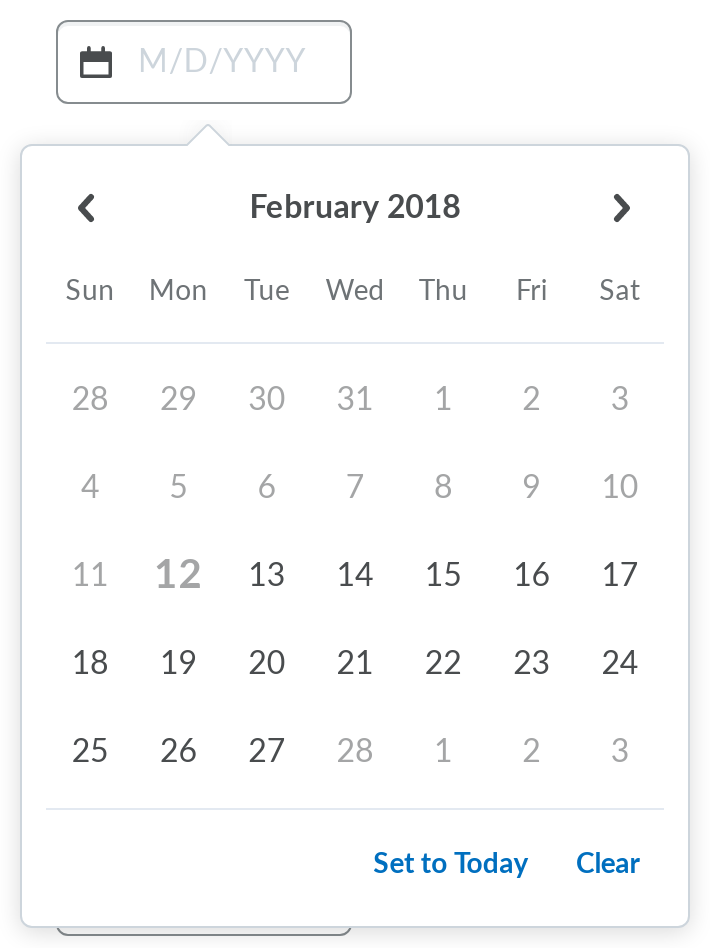 M/D/YYYY
February 2018
Sun Mon Tue Wed Thu Fri Sat
28 29 30 31 1 2 3
4 5 6 7 8 9 10
11 12 13 14 15 16 17
18 19 20 21 22 23 24
25 26 27 28 1 2 3
Set to Today Clear